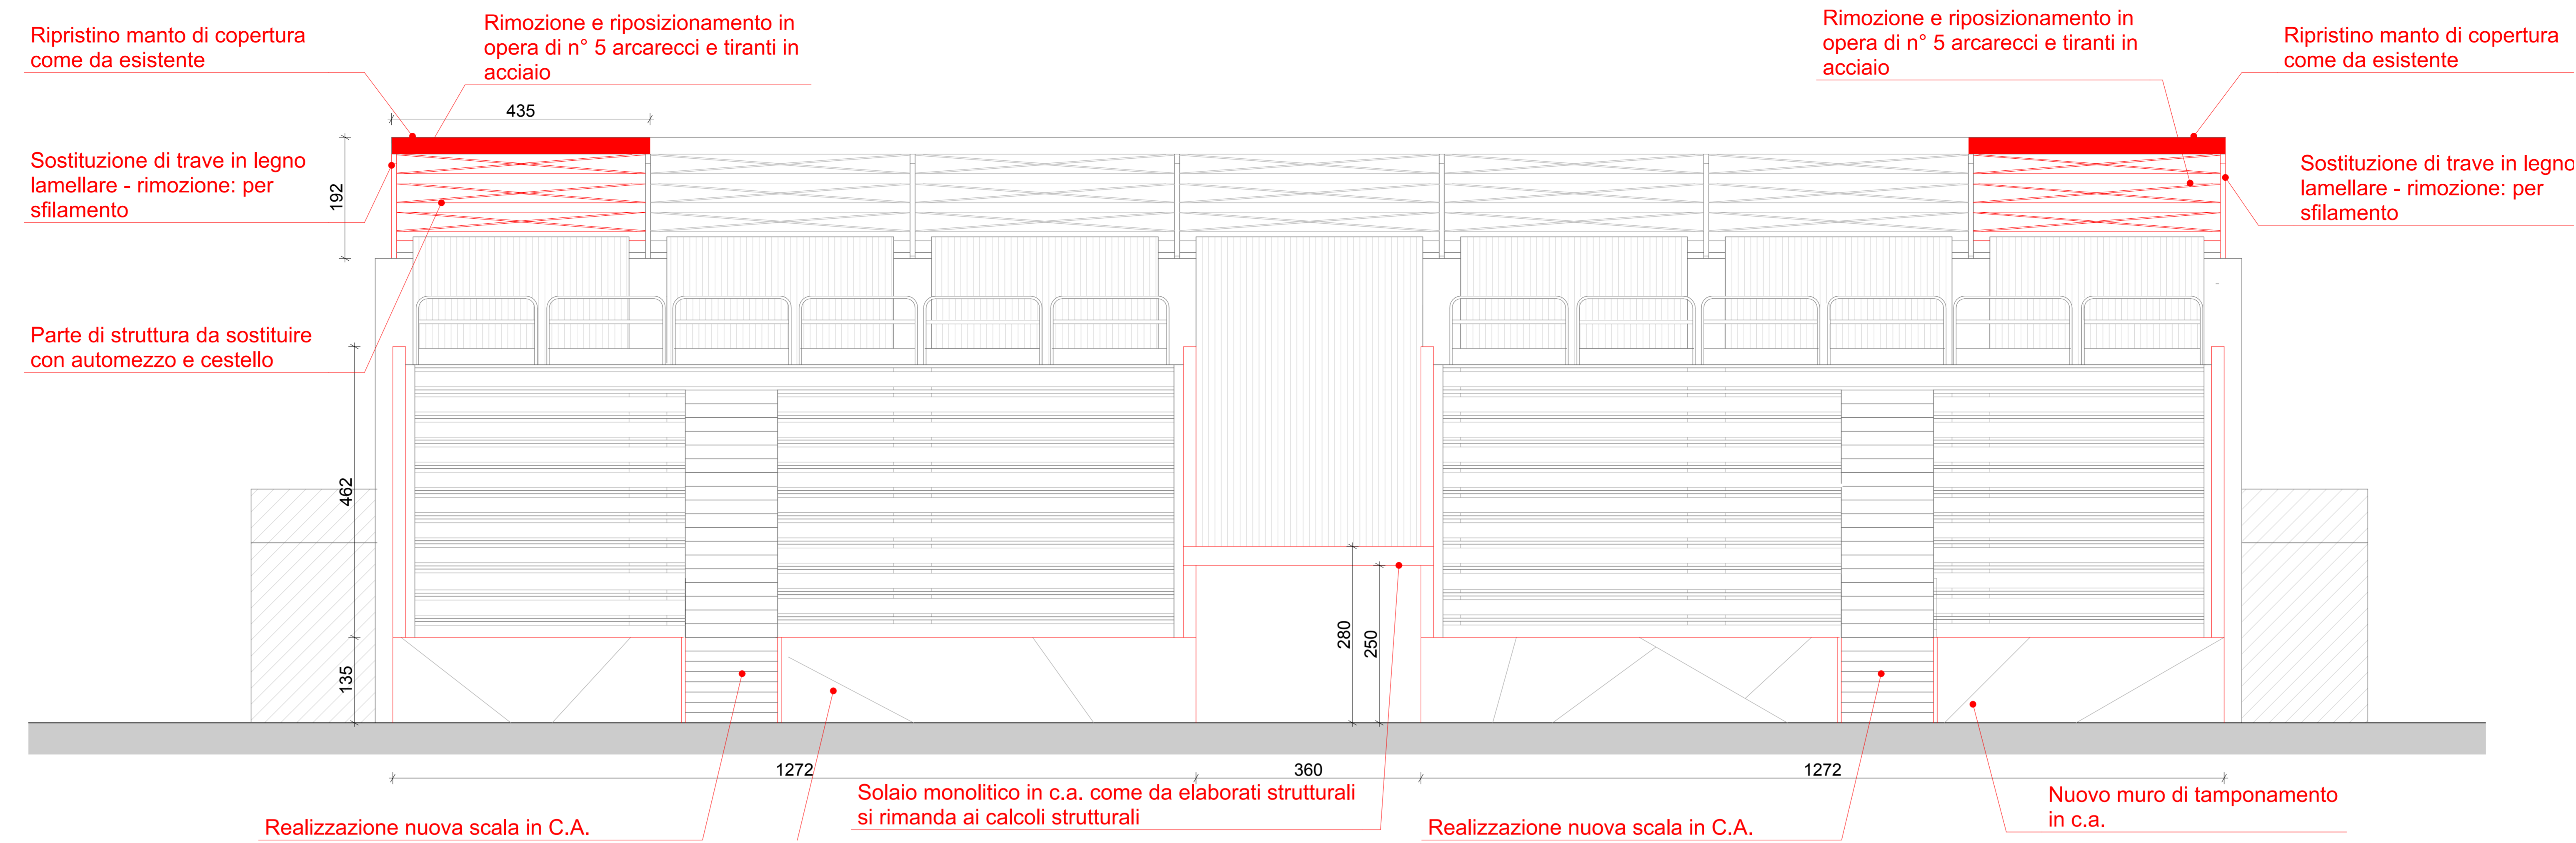 Ripristino manto di copertura
come da esistente
Rimozione e riposizionamento in
opera di n° 5 arcarecci e tiranti in
acciaio
Rimozione e riposizionamento in
opera di n° 5 arcarecci e tiranti in
acciaio
Ripristino manto di copertura
come da esistente
435
192
Sostituzione di trave in legno
lamellare - rimozione: per
sfilamento
Sostituzione di trave in legno
lamellare - rimozione: per
sfilamento
Parte di struttura da sostituire
con automezzo e cestello
462
135
280
250
1272
360
1272
Solaio monolitico in c.a. come da elaborati strutturali
si rimanda ai calcoli strutturali
Realizzazione nuova scala in C.A.
Realizzazione nuova scala in C.A.
Nuovo muro di tamponamento
in c.a.